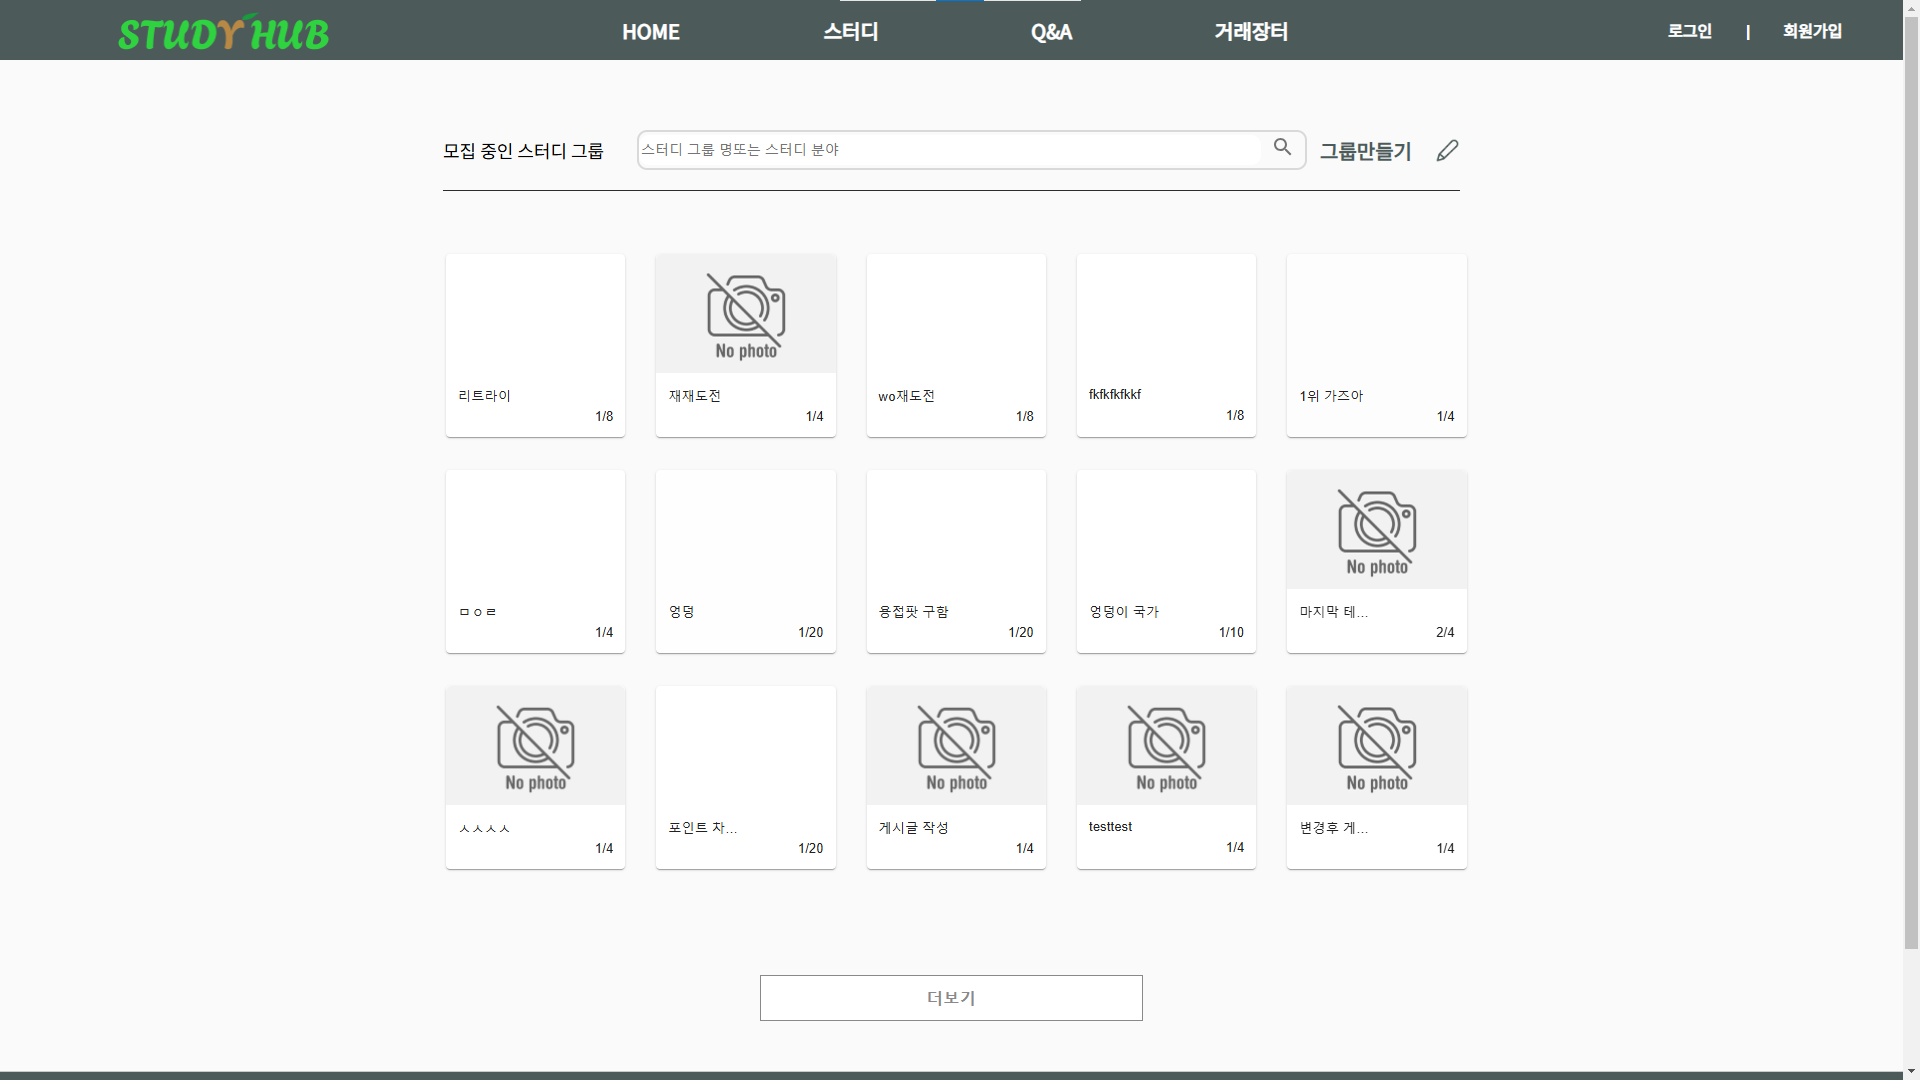 STUDYHUB
HOME
스터디
Q&A
거래장터
로그인
|
회원가입
모집 중인 스터디 그룹
스터디 그룹 명또는 스터디 분야
그룹만들기
리트라이
1/8
No photo
재재도전
1/4
wo재도전
1/8
fkfkfkfkkf
1/8
1위 가즈아
1/4
ㅁㅇㄹ
1/4
엉덩
1/20
용접팟 구함
1/20
엉덩이 국가
1/10
No photo
마지막 테...
2/4
No photo
ㅅㅅㅅㅅ
1/4
포인트 차...
1/20
No photo
게시글 작성
1/4
No photo
testtest
1/4
No photo
변경후 게...
1/4
더보기